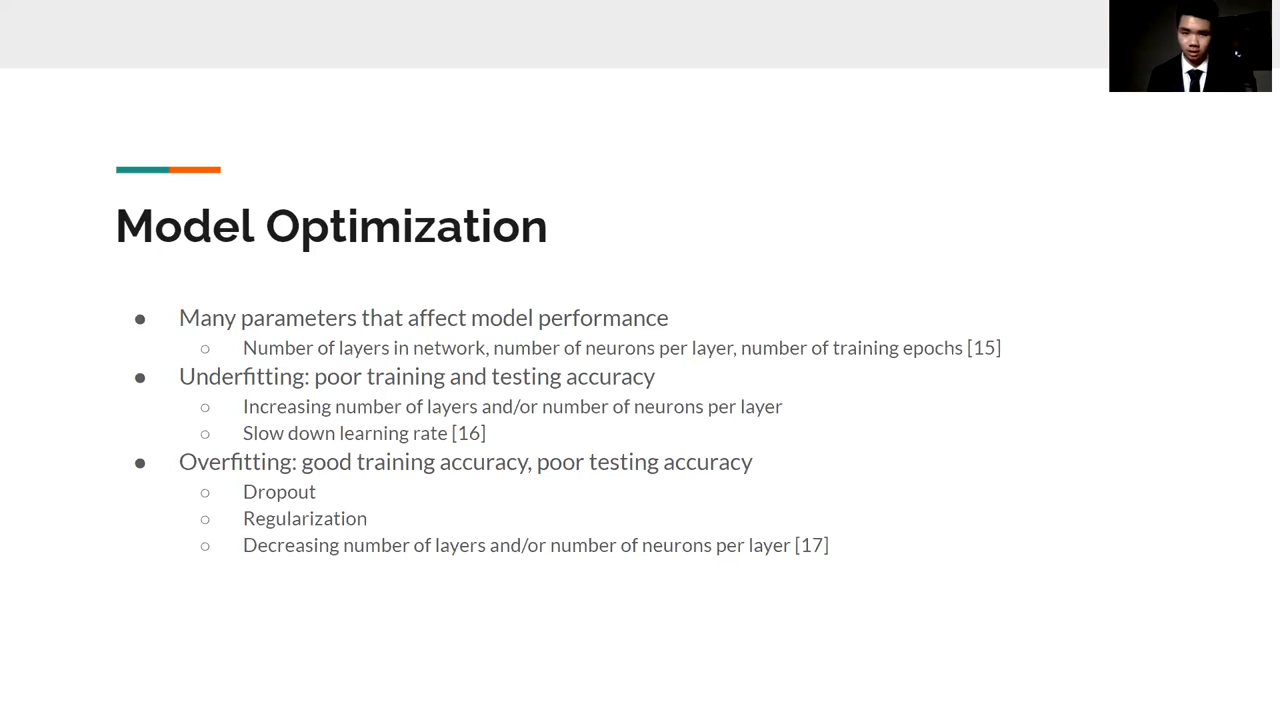 Model Optimization
● Many parameters that affect model performance
○ Number of layers in network, number of neurons per layer, number of training epochs [15]
● Underfitting: poor training and testing accuracy
○ Increasing number of layers and/or number of neurons per layer
○ Slow down learning rate [16]
● Overfitting: good training accuracy, poor testing accuracy
○ Dropout
○ Regularization
○ Decreasing number of layers and/or number of neurons per layer [17]